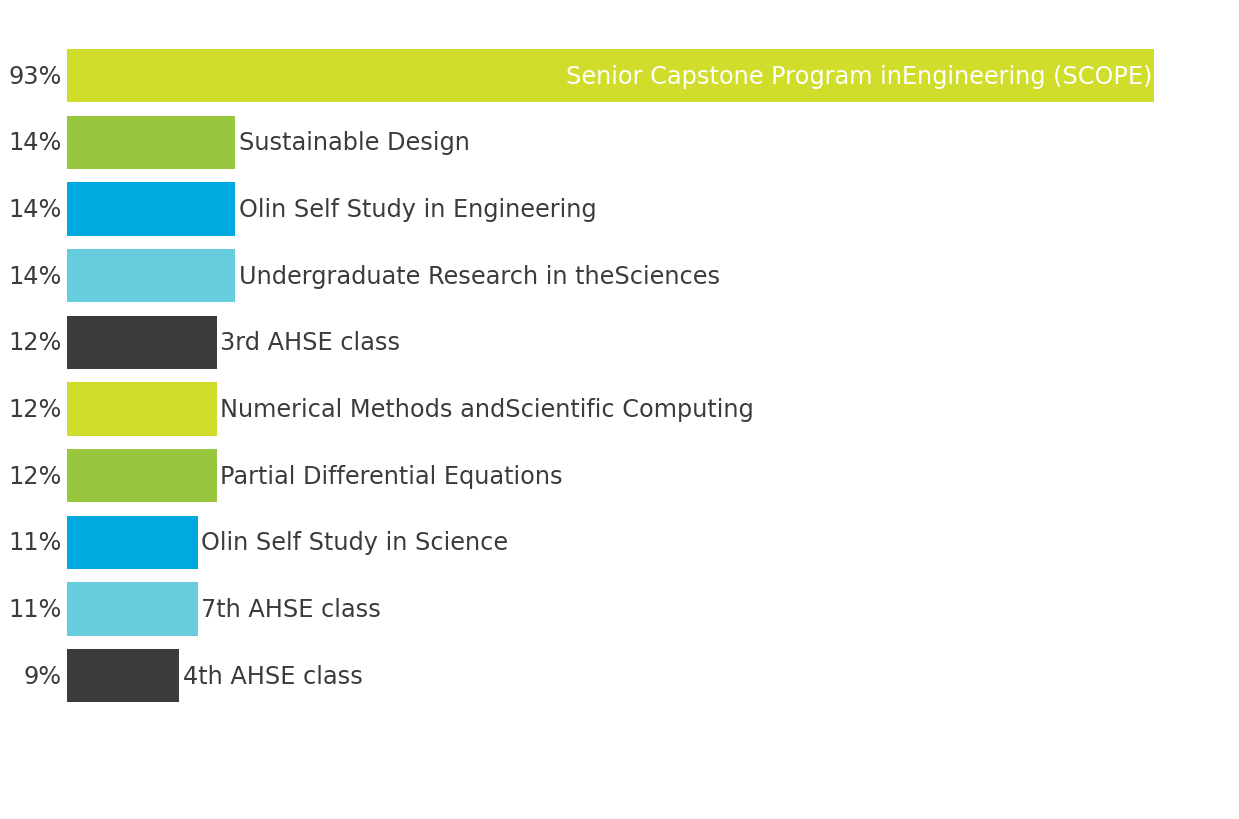 93% Senior Capstone Program inEngineering (SCOPE)
14% Sustainable Design
14% Olin Self Study in Engineering
14% Undergraduate Research in theSciences
12% 3rd AHSE class
12% Numerical Methods andScientific Computing
12% Partial Differential Equations
11% Olin Self Study in Science
11% 7th AHSE class
9% 4th AHSE class